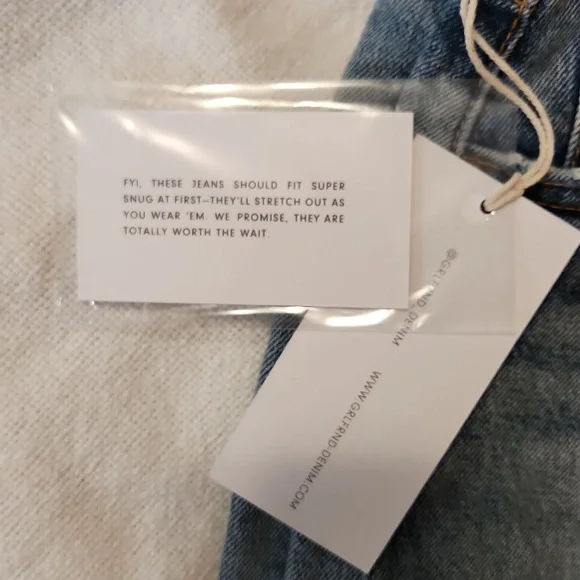 FYI, THESE JEANS SHOULD FIT SUPER
SNUG AT FIRST—THEY'LL STRETCH OUT AS
YOU WEAR 'EM. WE PROMISE, THEY ARE
TOTALLY WORTH THE WAIT.
@GRLFRND_DENIM
WWW.GRLFRND-DENIM.COM